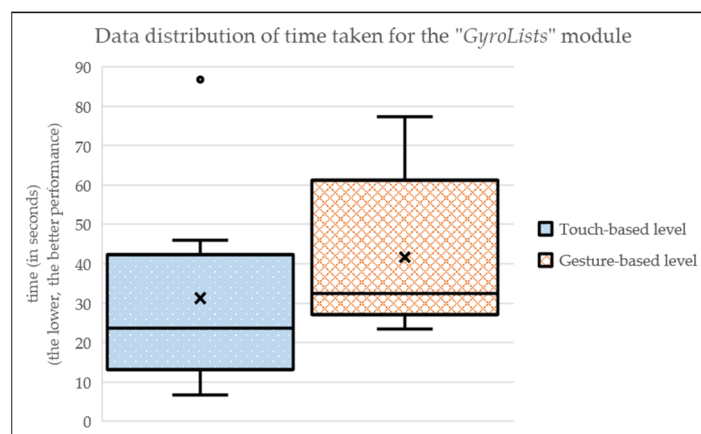 Data distribution of time taken for the "GyroLists" module
time (in seconds)
(the lower, the better performance)
90
80
70
60
50
40
30
20
10
0
Touch-based level
Gesture-based level